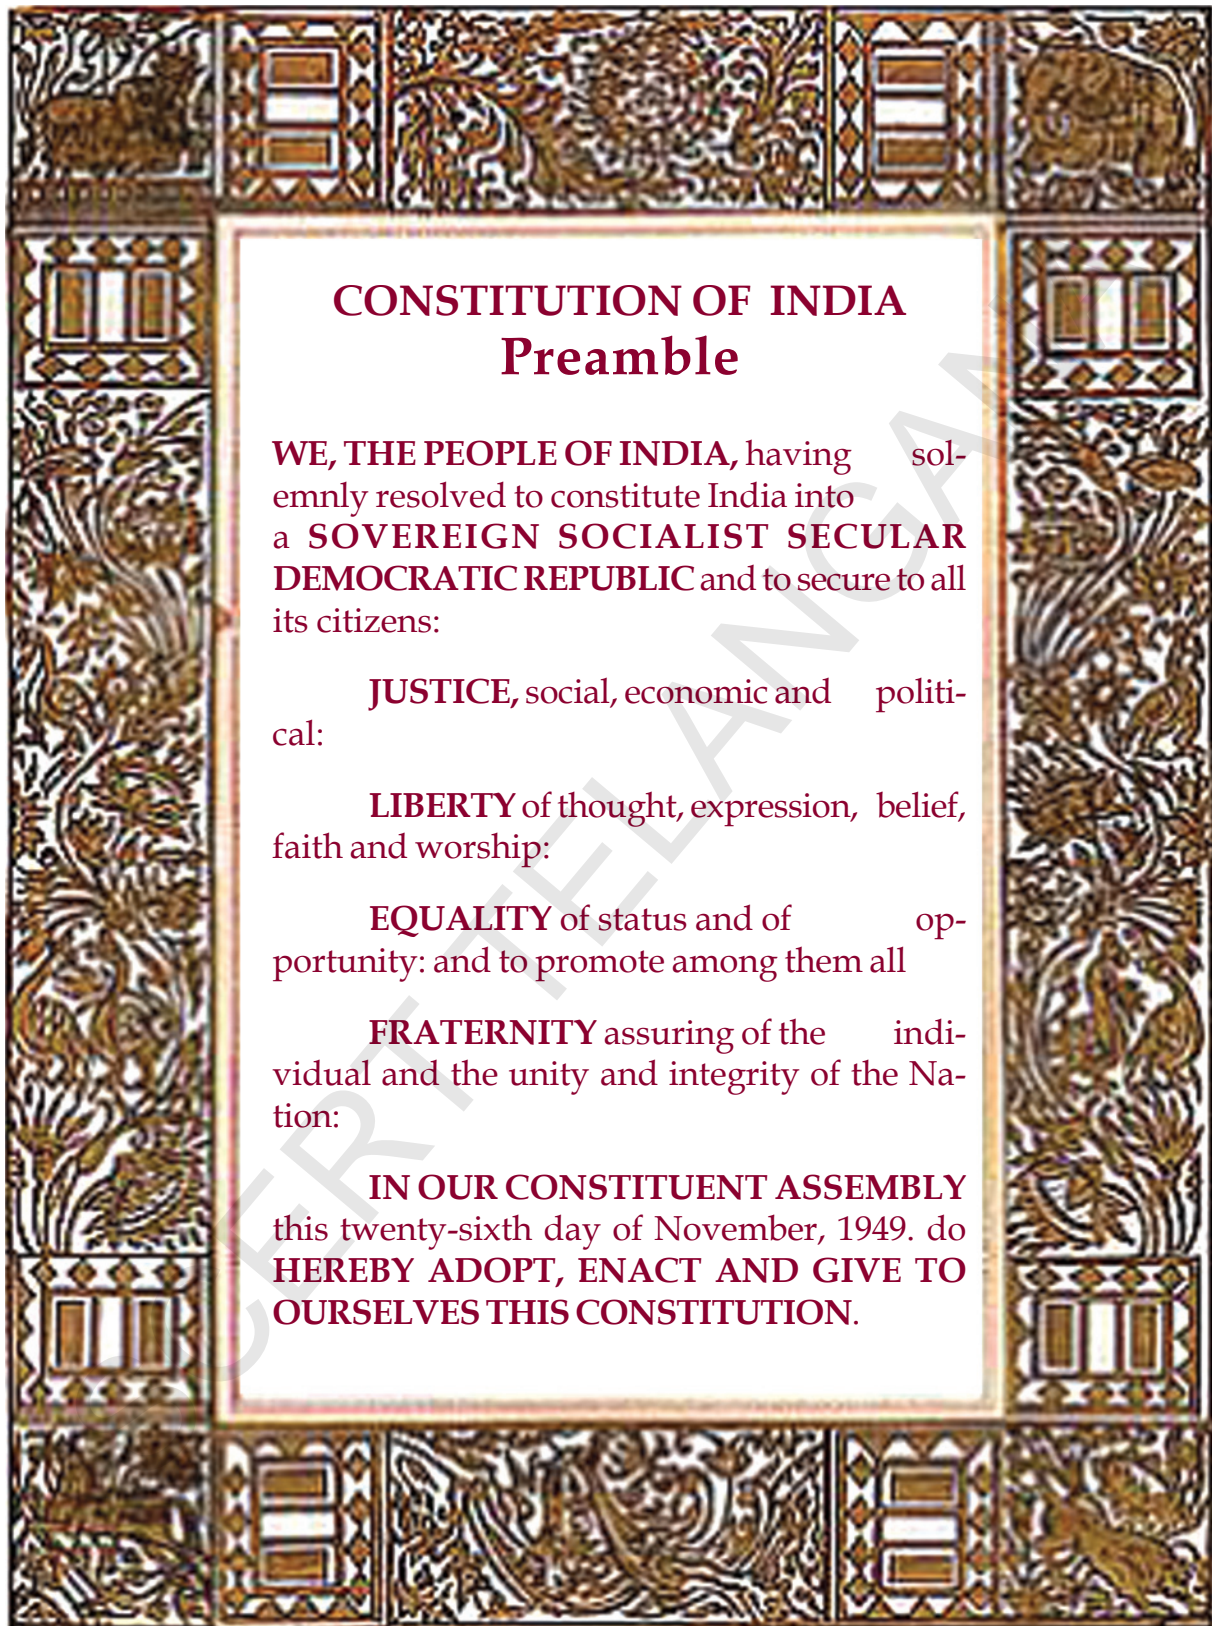 CONSTITUTION OF INDIA
Preamble
WE, THE PEOPLE OF INDIA, having sol-
emnly resolved to constitute India into
a SOVEREIGN SOCIALIST SECULAR
DEMOCRATIC REPUBLIC and to secure to all
its citizens:
JUSTICE, social, economic and politi-
cal:
LIBERTY of thought, expression, belief,
faith and worship:
EQUALITY of status and of op-
portunity: and to promote among them all
FRATERNITY assuring of the indi-
vidual and the unity and integrity of the Na-
tion:
IN OUR CONSTITUENT ASSEMBLY
this twenty-sixth day of November, 1949. do
HEREBY ADOPT, ENACT AND GIVE TO
OURSELVES THIS CONSTITUTION.